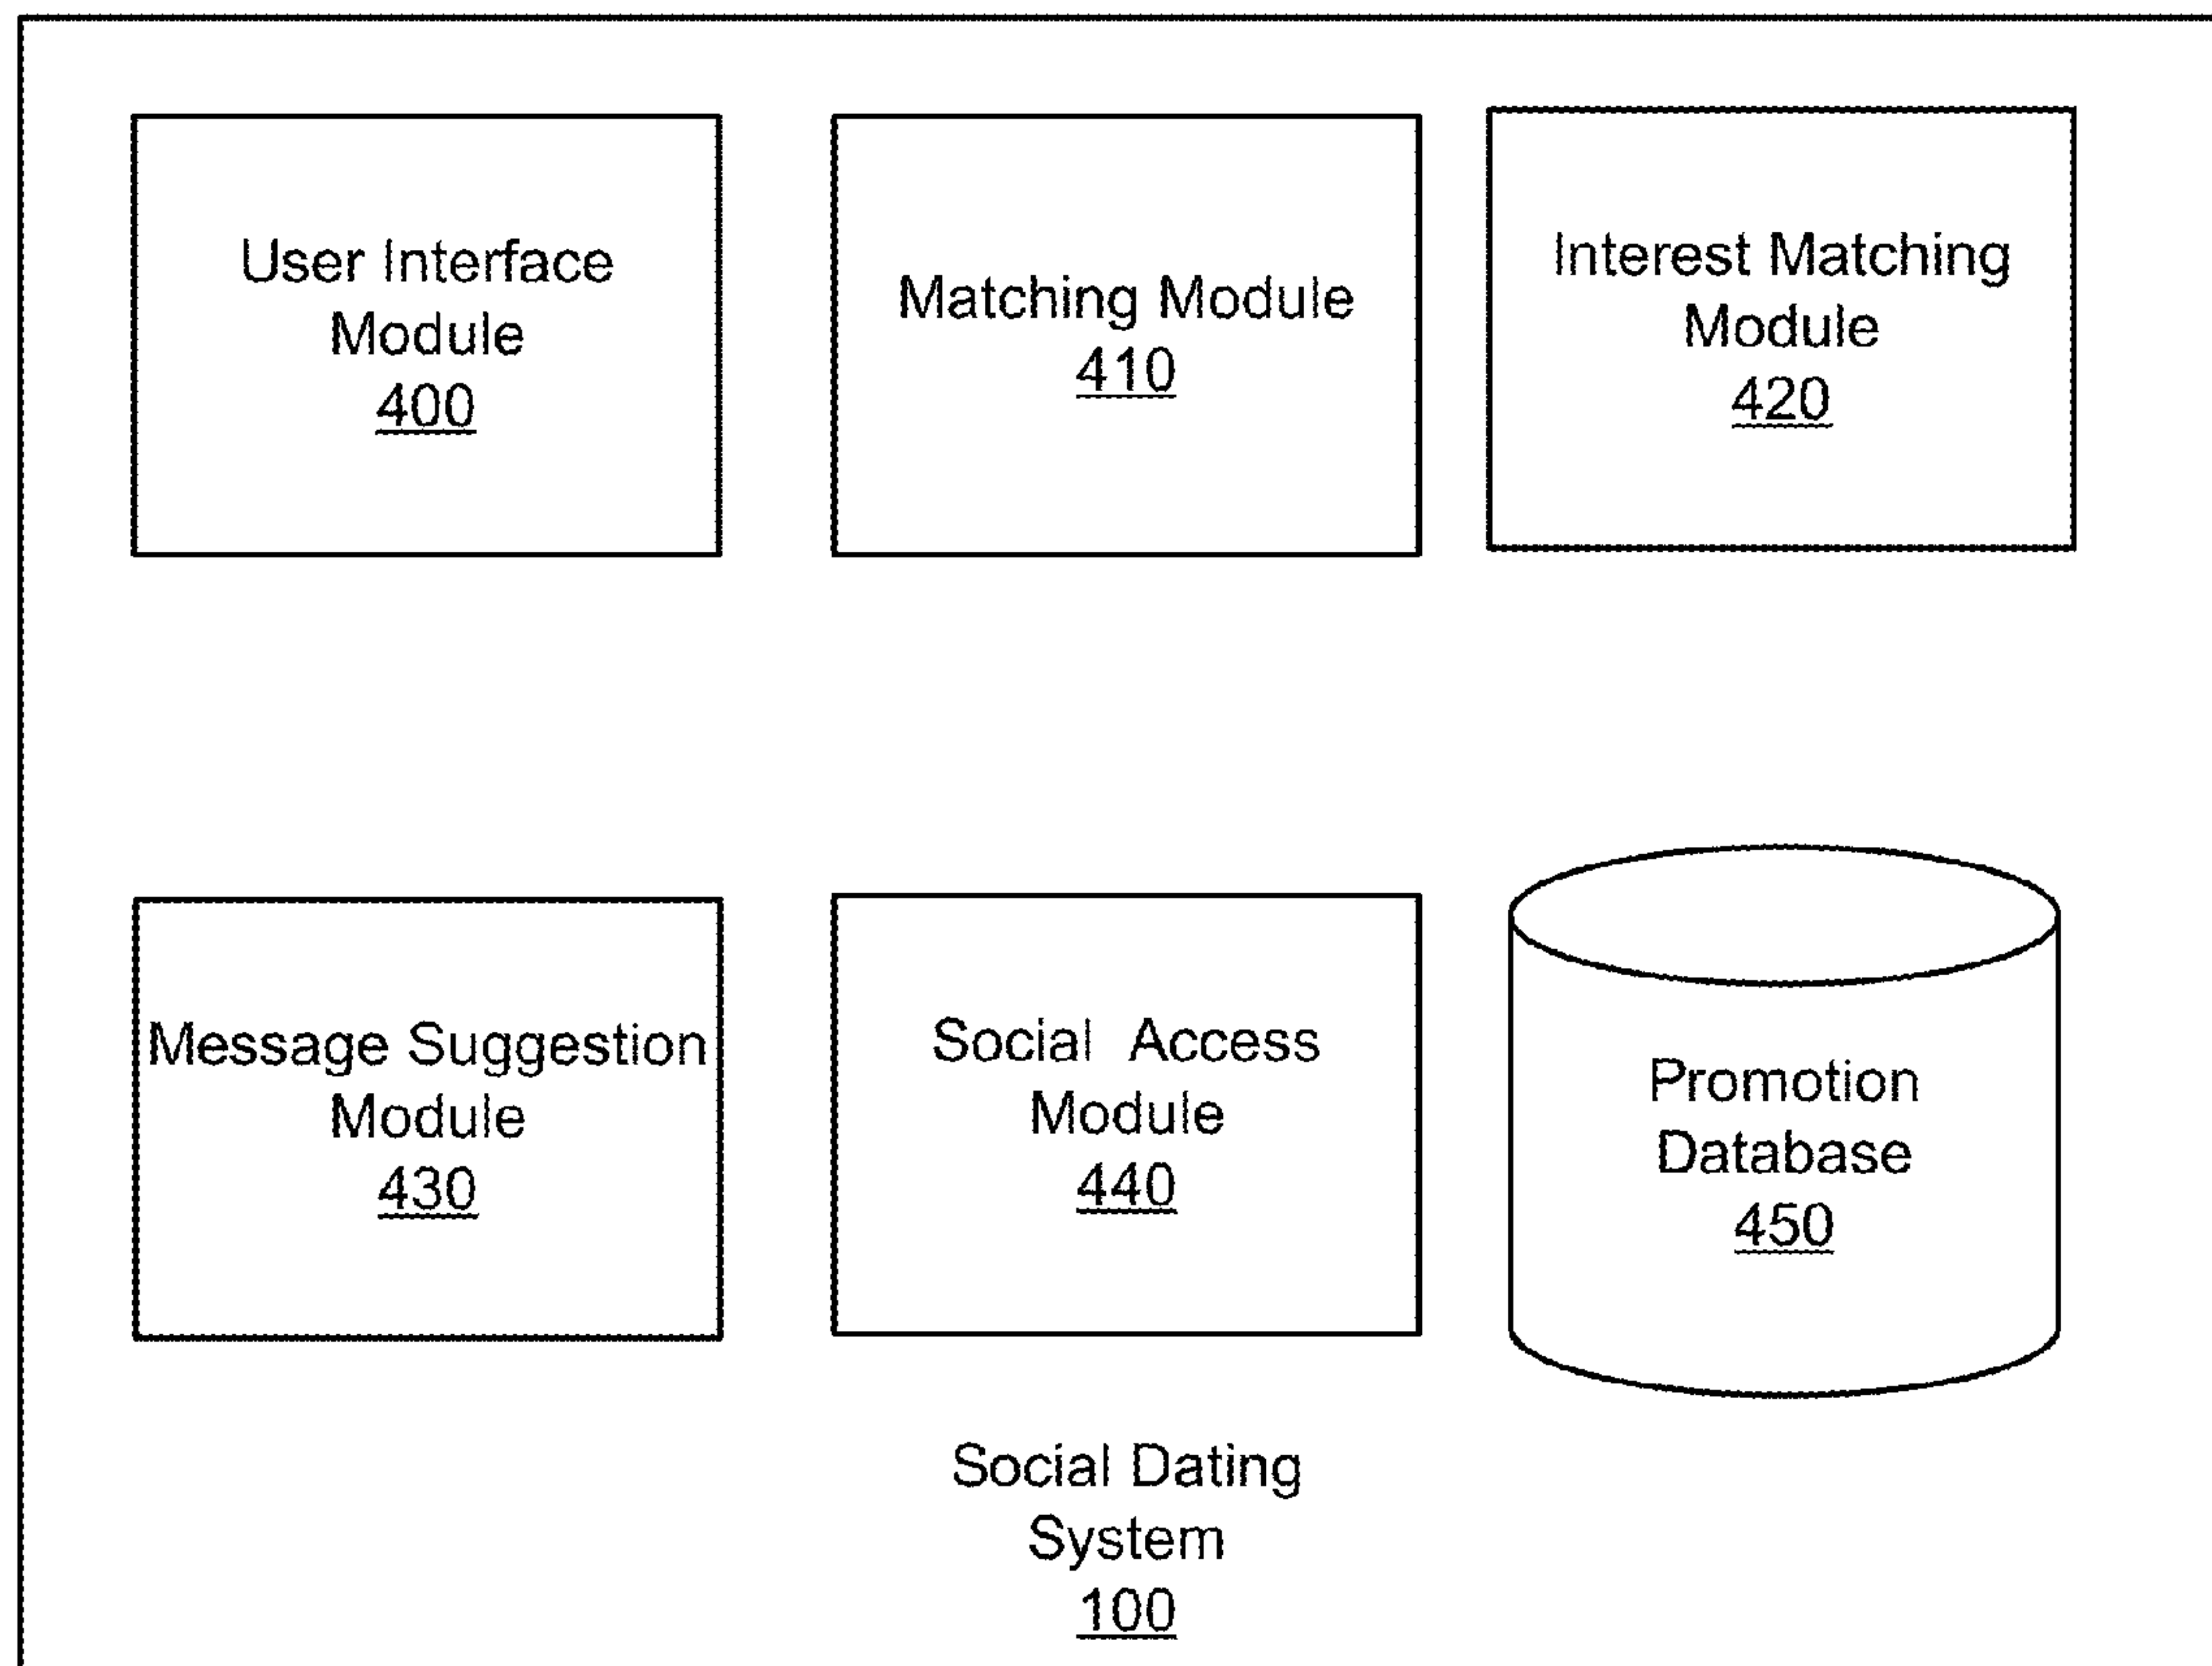 User Interface
Module
400
Matching Module
410
Interest Matching
Module
420
Message Suggestion
Module
430
Social Access
Module
440
Promotion
Database
450
Social Dating
System
100